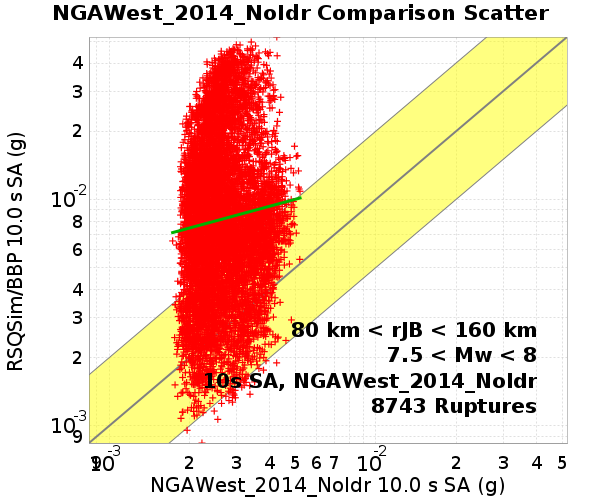 NGAWest_2014_NoIdr Comparison Scatter
RSQSim/BBP 10.0 s SA (g)
4
3
2
10-2
8
6
4
3
2
10-3
9
80 km < rJB < 160 km
7.5 < Mw < 8
10s SA, NGAWest_2014_NoIdr
8743 Ruptures
9 10-3 2 3 4 5 6 7 10-2 2 3 4 5
NGAWest_2014_NoIdr 10.0 s SA (g)